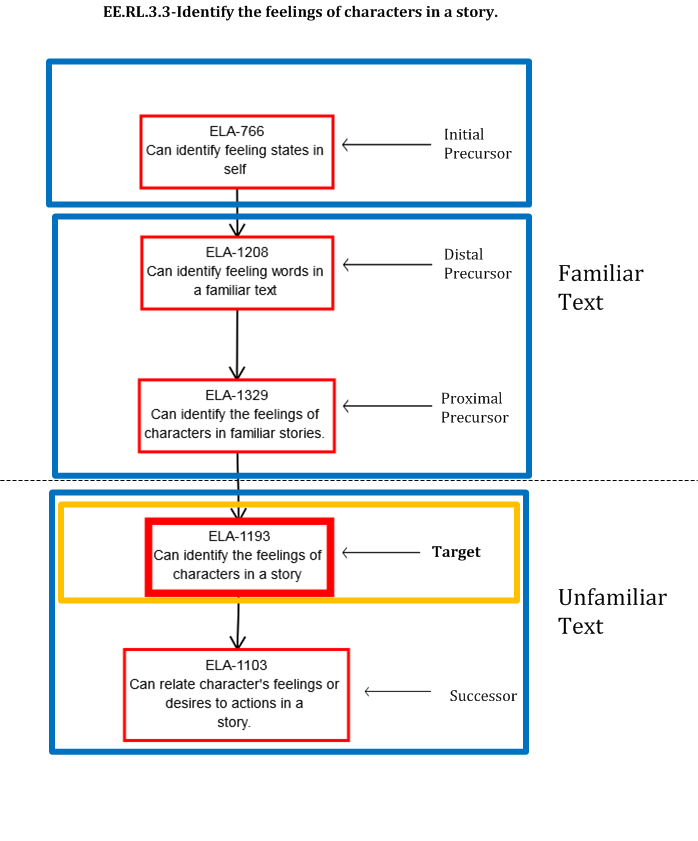 EE.RL.3.3-Identify the feelings of characters in a story.
ELA-766
Can identify feeling states in
self
Initial
Precursor
ELA-1208
Can identify feeling words in
a familiar text
Distal
Precursor
Familiar
Text
ELA-1329
Can identify the feelings of
characters in familiar stories.
Proximal
Precursor
ELA-1193
Can identify the feelings of
characters in a story
Target
Unfamiliar
Text
ELA-1103
Can relate character's feelings or
desires to actions in a
story.
Successor